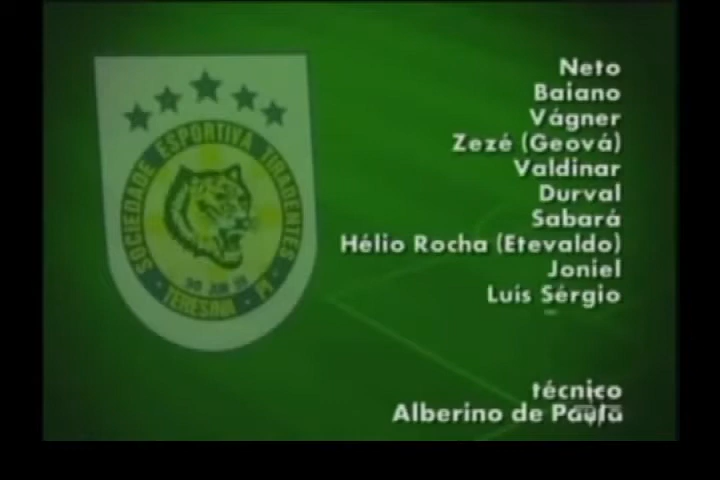 SOCIEDADE ESPORTIVA TIRADENTES
TERESINA - PI
Neto
Baiano
Vágner
Zezé (Geová)
Valdinar
Durval
Sabará
Hélio Rocha (Etevaldo)
Joniel
Luís Sérgio
técnico
Alberino de Paula